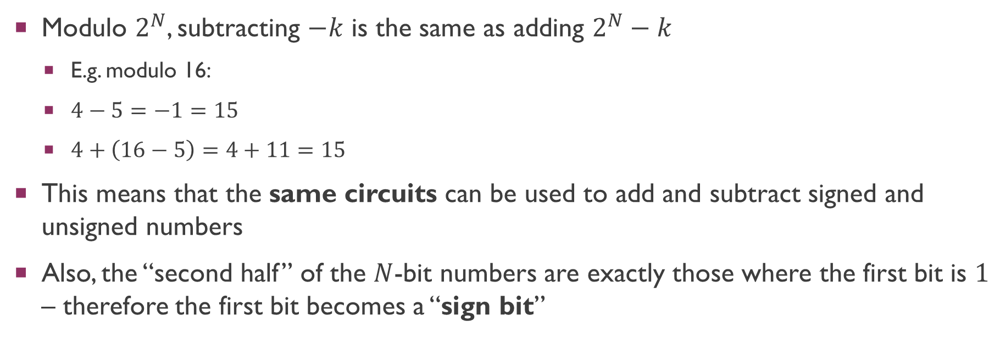 ▪ Modulo 2^N, subtracting −k is the same as adding 2^N − k
▪ E.g. modulo 16:
▪ 4 − 5 = −1 = 15
▪ 4 + (16 − 5) = 4 + 11 = 15
▪ This means that the same circuits can be used to add and subtract signed and
unsigned numbers
▪ Also, the “second half” of the N-bit numbers are exactly those where the first bit is 1
– therefore the first bit becomes a “sign bit”